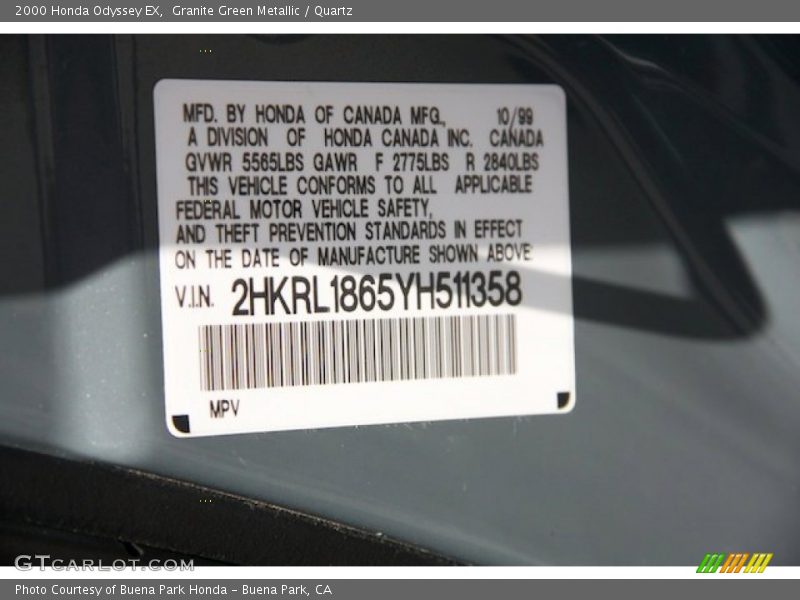 2000 Honda Odyssey EX,  Granite Green Metallic / Quartz
MFD. BY HONDA OF CANADA MFG., 10/99
A DIVISION OF HONDA CANADA INC. CANADA
GVWR 5565LBS GAWR F 2775LBS R 2840LBS
THIS VEHICLE CONFORMS TO ALL APPLICABLE
FEDERAL MOTOR VEHICLE SAFETY,
AND THEFT PREVENTION STANDARDS IN EFFECT
ON THE DATE OF MANUFACTURE SHOWN ABOVE.
V.I.N. 2HKRL1865YH511358
MPV
GTCARLOT.COM
Photo Courtesy of Buena Park Honda - Buena Park, CA